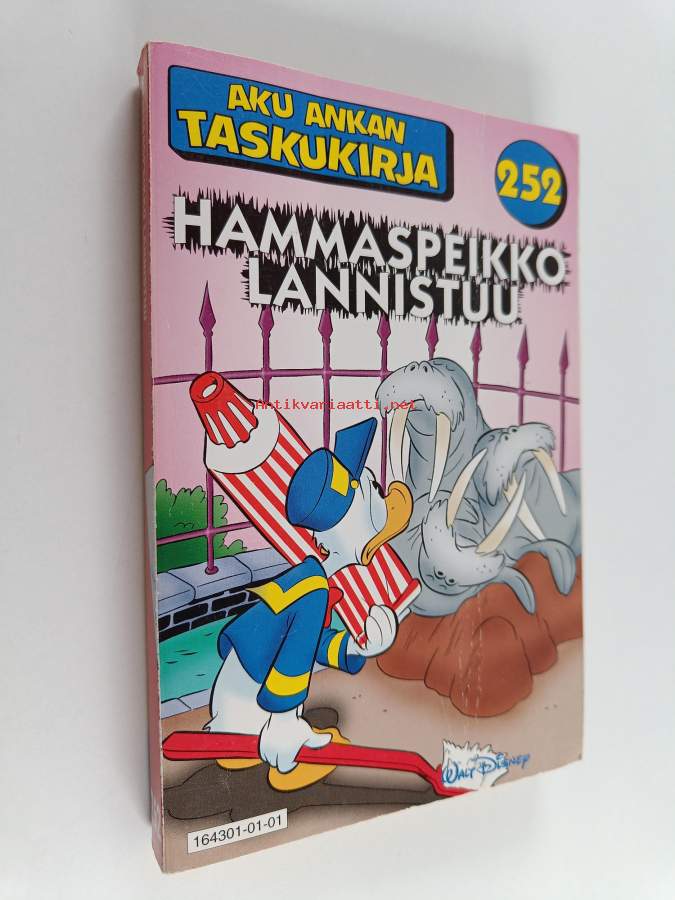 AKU ANKAN
TASKUKIRJA
252
HAMMASPEIKKO
LANNISTUU
Antikvariaatti.net
WALT DISNEY
164301-01-01